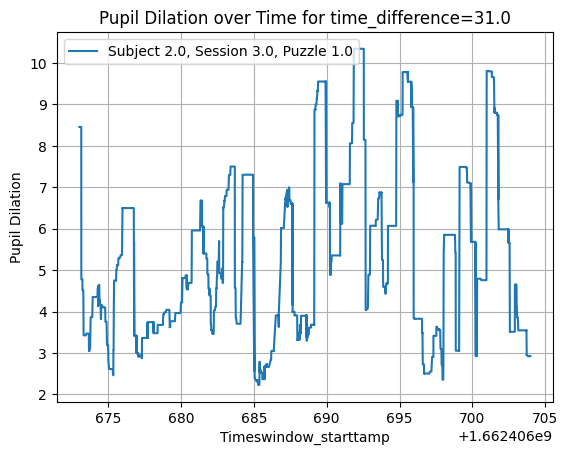 Pupil Dilation over Time for time_difference=31.0
Subject 2.0, Session 3.0, Puzzle 1.0
Pupil Dilation
10
9
8
7
6
5
4
3
2
675 680 685 690 695 700 705
Timeswindow_starttamp
+1.662406e9